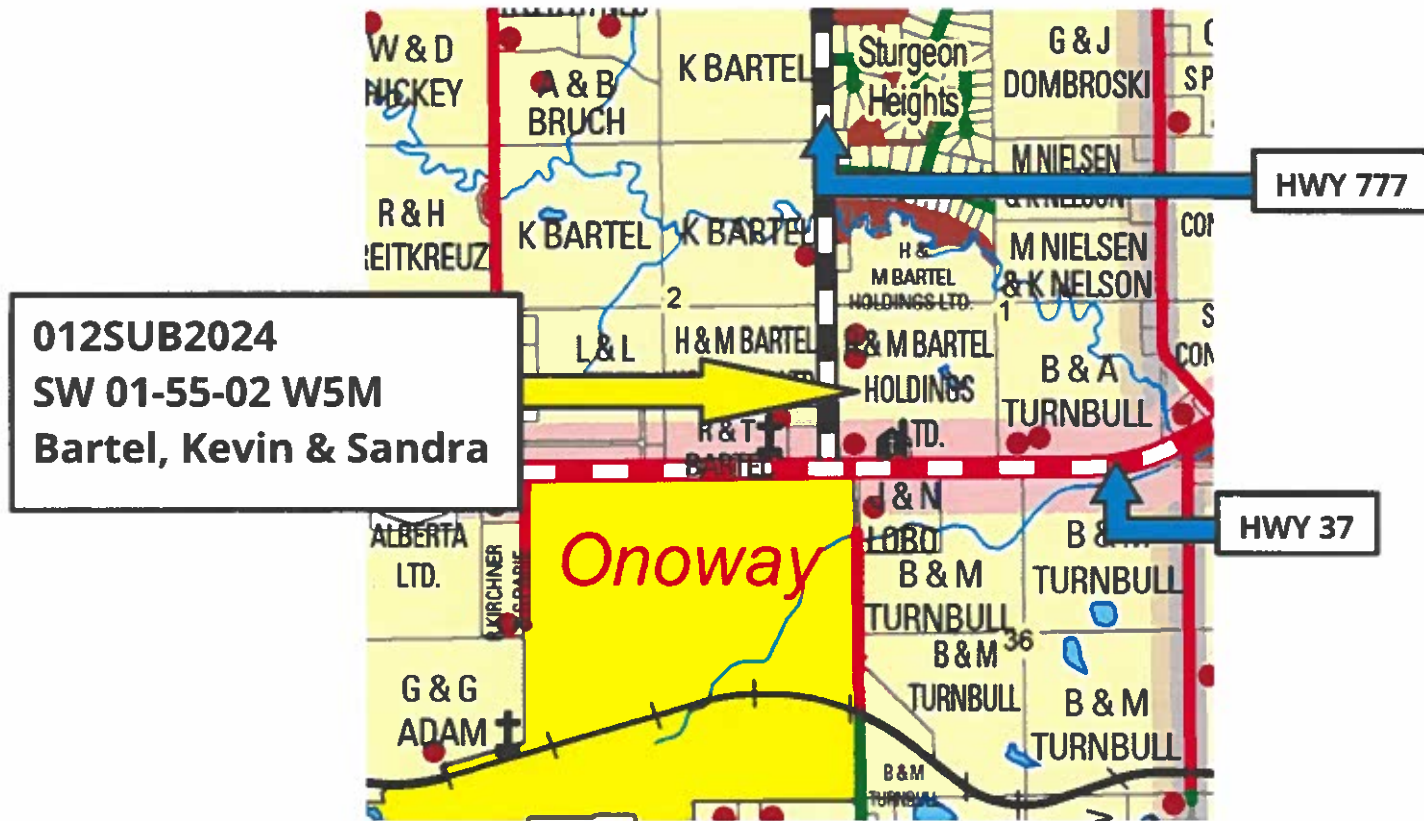 W & D
K BARTEL
Sturgeon
Heights
G & J
DOMBROSKI
A & B
BRUCH
M NIELSEN
& K NELSON
HWY 777
R & H
K BARTEL
K BARTEL
H &
M BARTEL
HOLDINGS LTD.
M NIELSEN
& K NELSON
2
1
012SUB2024
SW 01-55-02 W5M
Bartel, Kevin & Sandra
L & L
H & M BARTEL
& M BARTEL
HOLDINGS
LTD.
B & A
TURNBULL
R & T
BARTEL
ALBERTA
LTD.
Onoway
J & N
LOBO
HWY 37
B & M
TURNBULL
TURNBULL
36
B & M
TURNBULL
B & M
TURNBULL
G & G
ADAM
B & M
TURNBULL